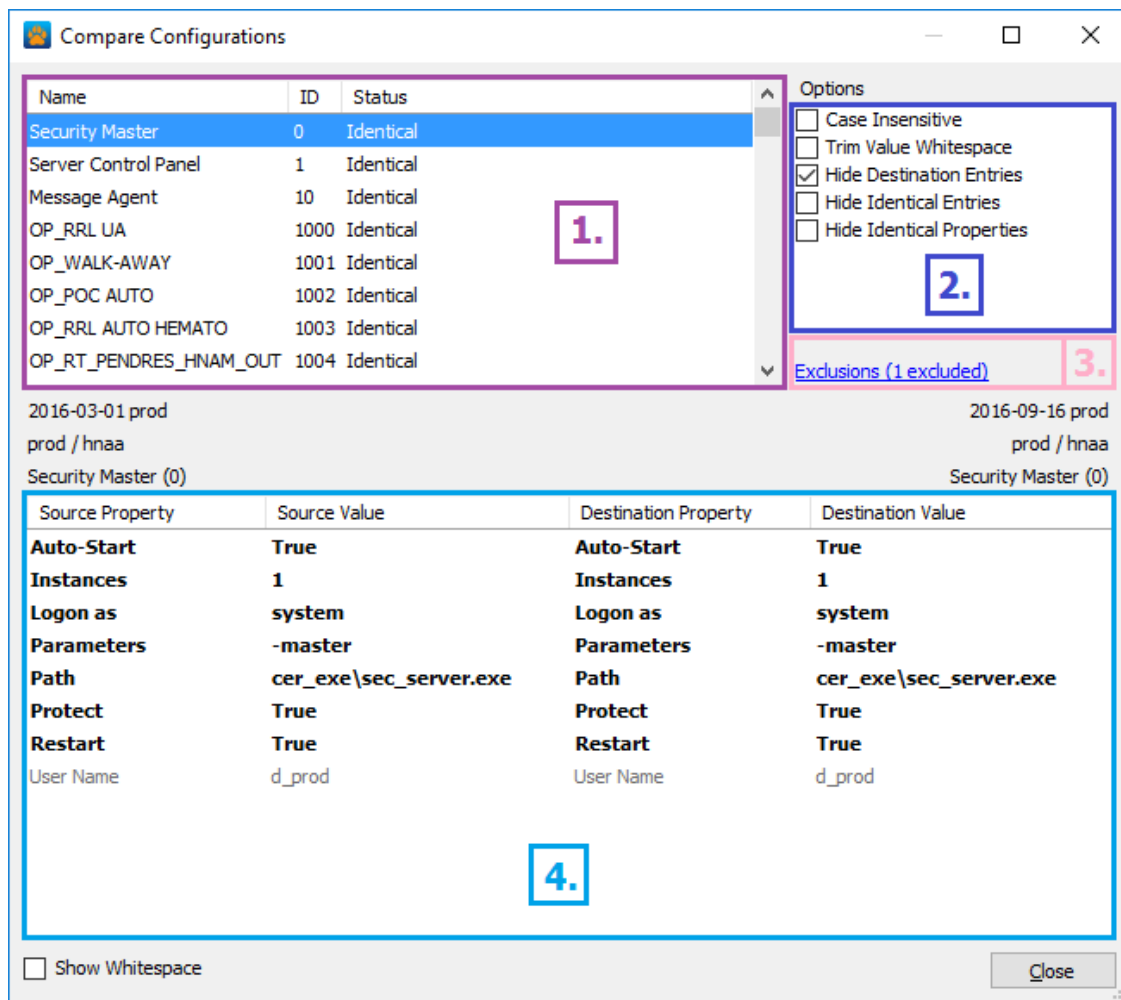 Compare Configurations
Name ID Status
Security Master 0 Identical
Server Control Panel 1 Identical
Message Agent 10 Identical
OP_RRL UA 1000 Identical
OP_WALK-AWAY 1001 Identical
OP_POC AUTO 1002 Identical
OP_RRL AUTO HEMATO 1003 Identical
OP_RT_PENDRES_HNAM_OUT 1004 Identical
1.
Options
Case Insensitive
Trim Value Whitespace
Hide Destination Entries
Hide Identical Entries
Hide Identical Properties
2.
Exclusions (1 excluded)
3.
2016-03-01 prod 2016-09-16 prod
prod / hnaa prod / hnaa
Security Master (0) Security Master (0)
Source Property Source Value Destination Property Destination Value
Auto-Start True Auto-Start True
Instances 1 Instances 1
Logon as system Logon as system
Parameters -master Parameters -master
Path cer_exe\sec_server.exe Path cer_exe\sec_server.exe
Protect True Protect True
Restart True Restart True
User Name d_prod User Name d_prod
4.
Show Whitespace Close